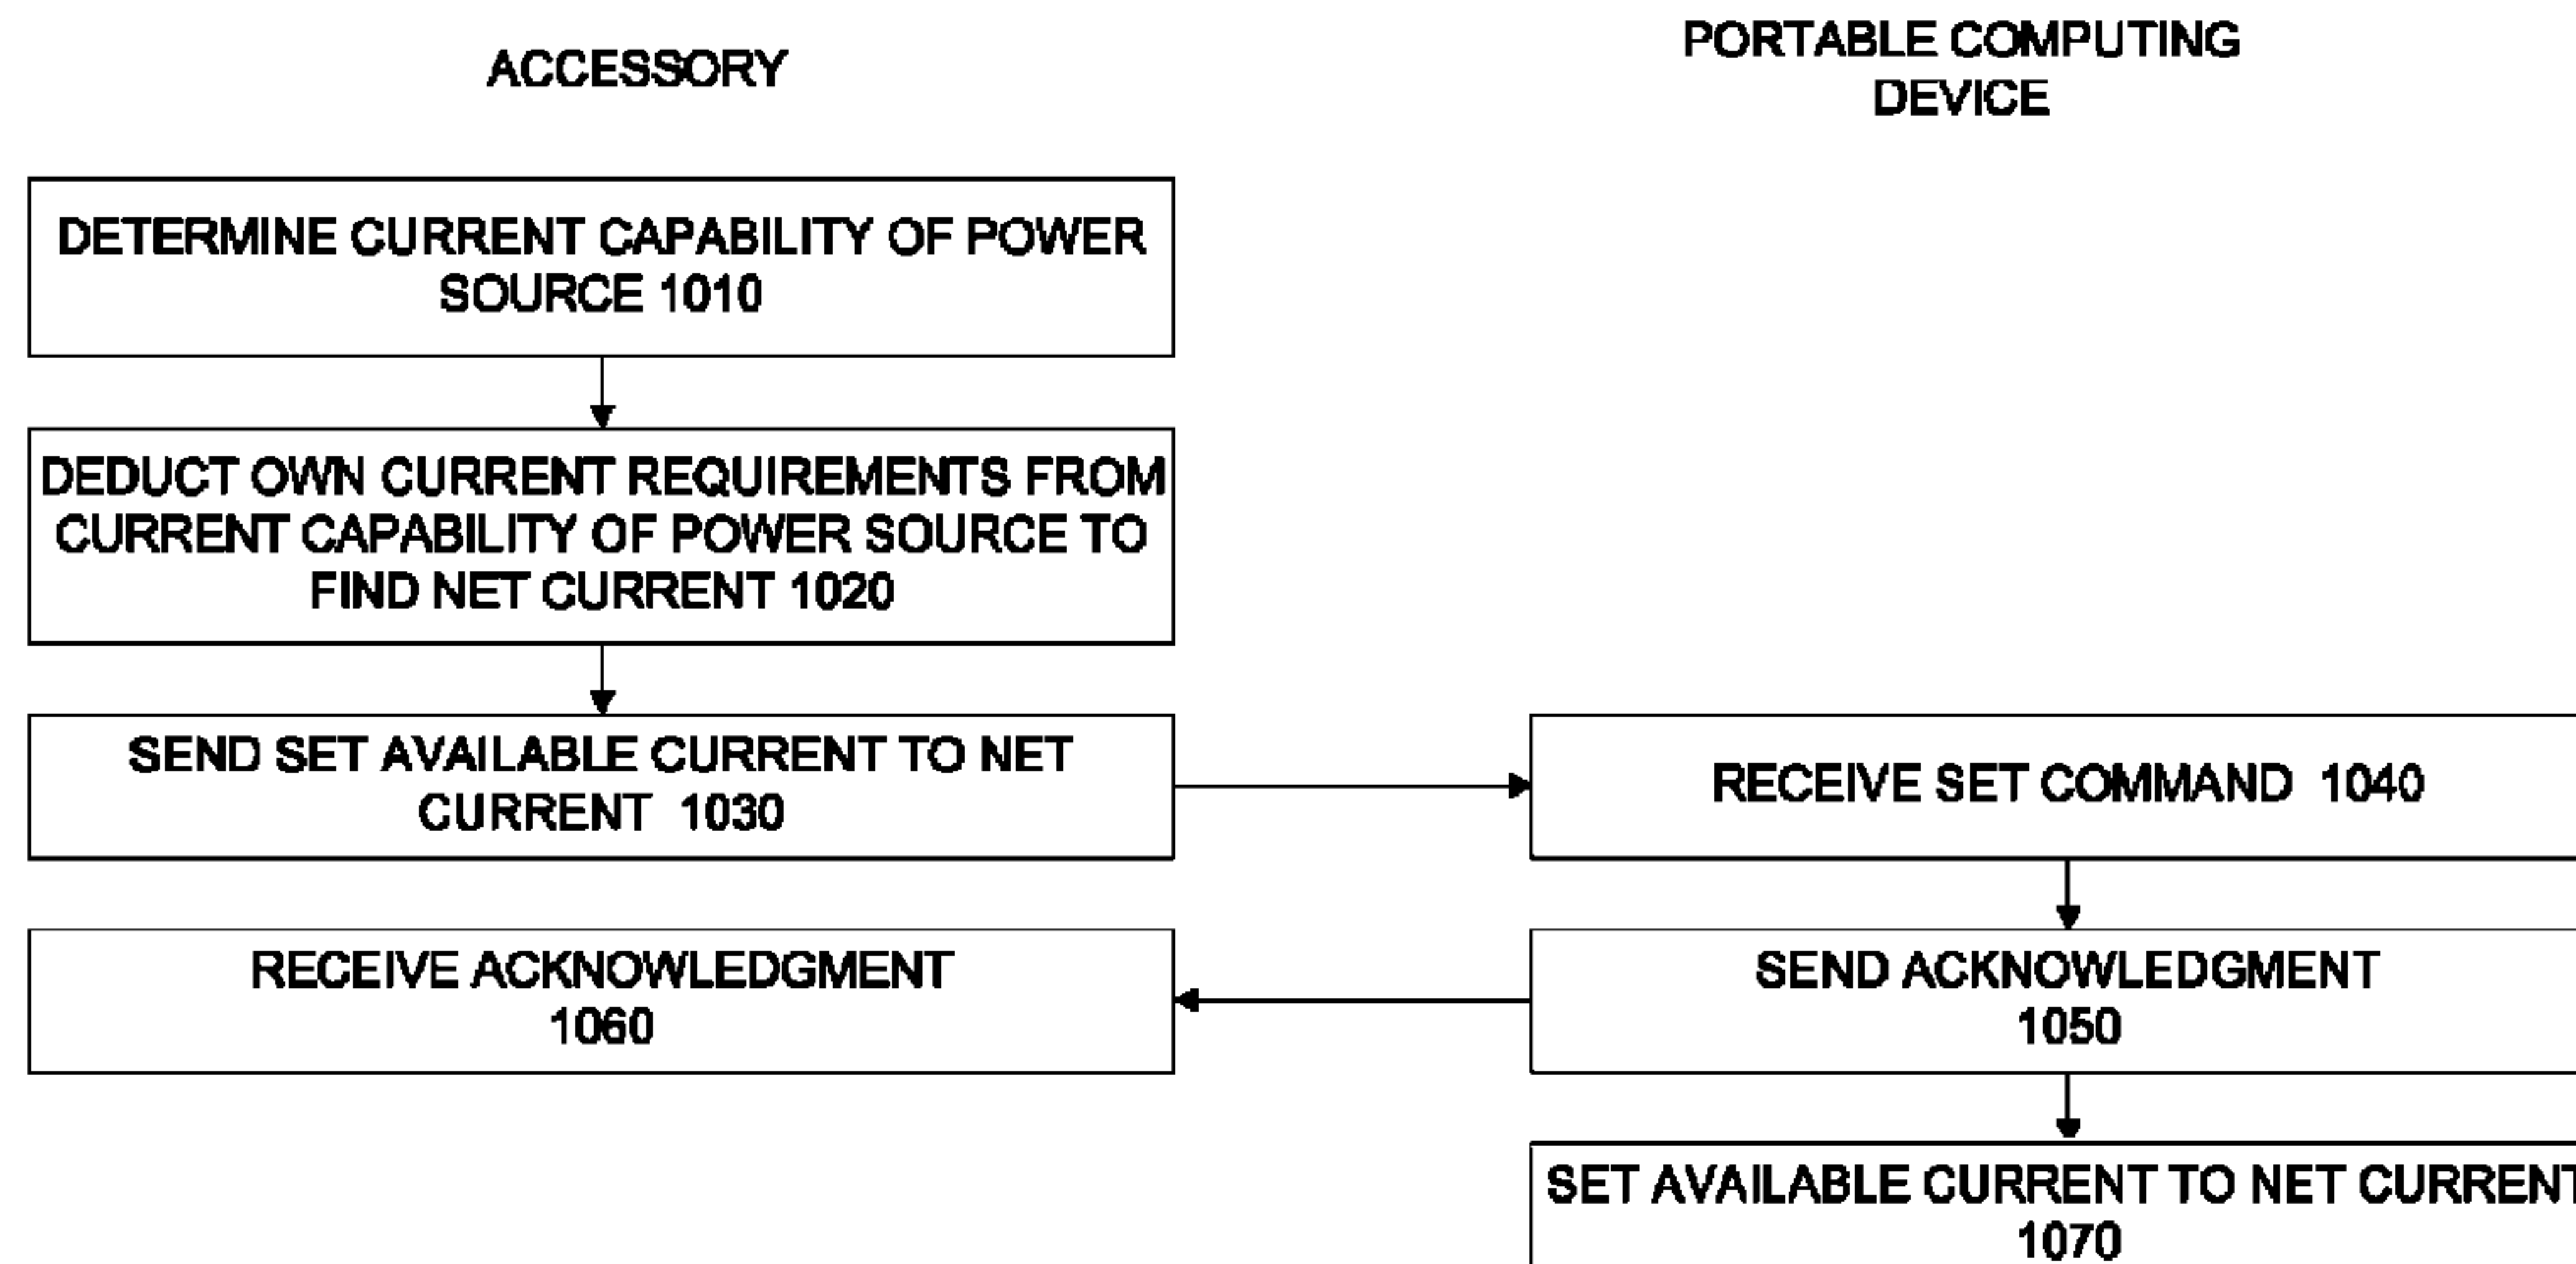 ACCESSORY
PORTABLE COMPUTING
DEVICE
DETERMINE CURRENT CAPABILITY OF POWER
SOURCE 1010
DEDUCT OWN CURRENT REQUIREMENTS FROM
CURRENT CAPABILITY OF POWER SOURCE TO
FIND NET CURRENT 1020
SEND SET AVAILABLE CURRENT TO NET
CURRENT 1030
RECEIVE SET COMMAND 1040
RECEIVE ACKNOWLEDGMENT
1060
SEND ACKNOWLEDGMENT
1050
SET AVAILABLE CURRENT TO NET CURRENT
1070